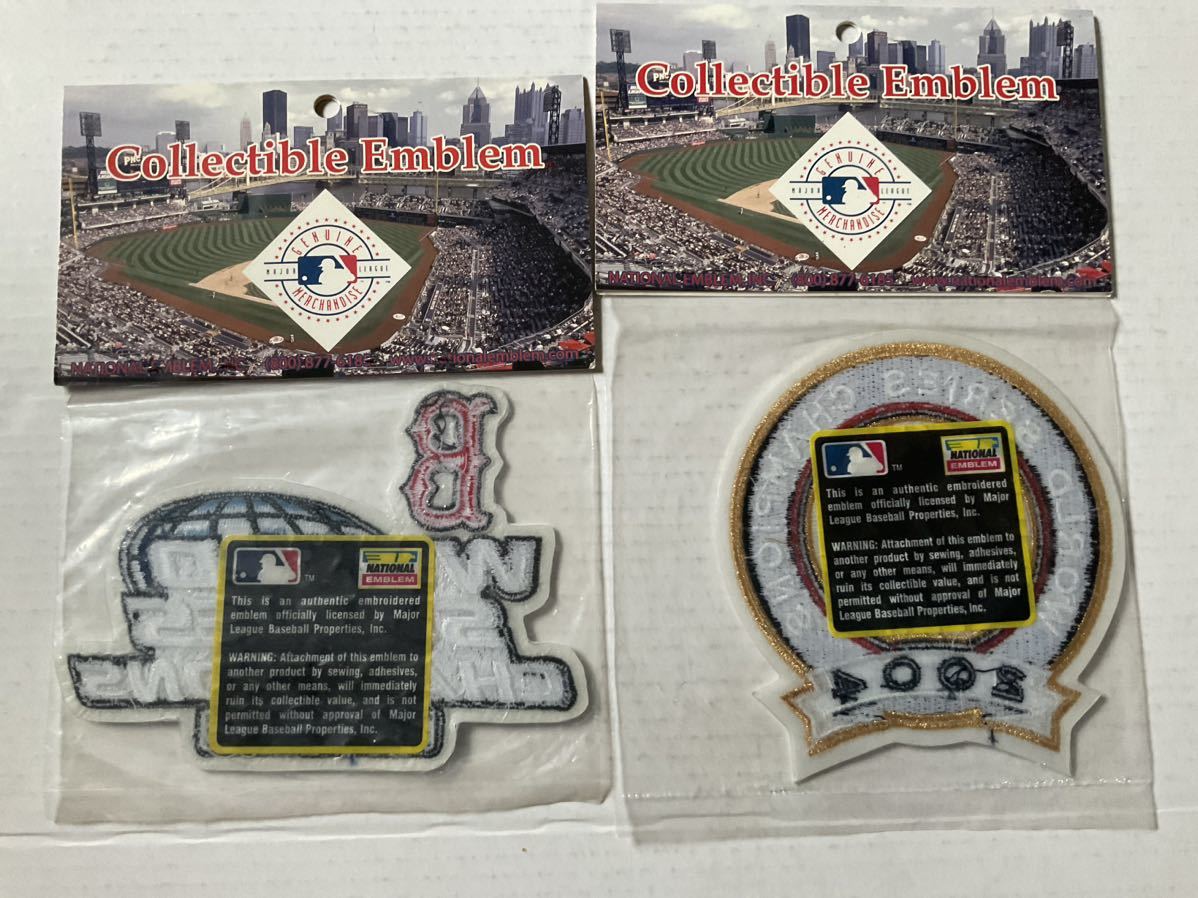 Collectible Emblem
GENUINE
MAJOR LEAGUE
MERCHANDISE
NATIONAL EMBLEM, INC. (800) 877-6185 www.nationalemblem.com
B
™
NATIONAL
EMBLEM
This is an authentic embroidered
emblem officially licensed by Major
League Baseball Properties, Inc.
WARNING: Attachment of this emblem to
another product by sewing, adhesives,
or any other means, will immediately
ruin its collectible value, and is not
permitted without approval of Major
League Baseball Properties, Inc.
Collectible Emblem
GENUINE
MAJOR LEAGUE
MERCHANDISE
NATIONAL EMBLEM, INC. (800) 877-6185 www.nationalemblem.com
™
NATIONAL
EMBLEM
This is an authentic embroidered
emblem officially licensed by Major
League Baseball Properties, Inc.
WARNING: Attachment of this emblem to
another product by sewing, adhesives,
or any other means, will immediately
ruin its collectible value, and is not
permitted without approval of Major
League Baseball Properties, Inc.
2004